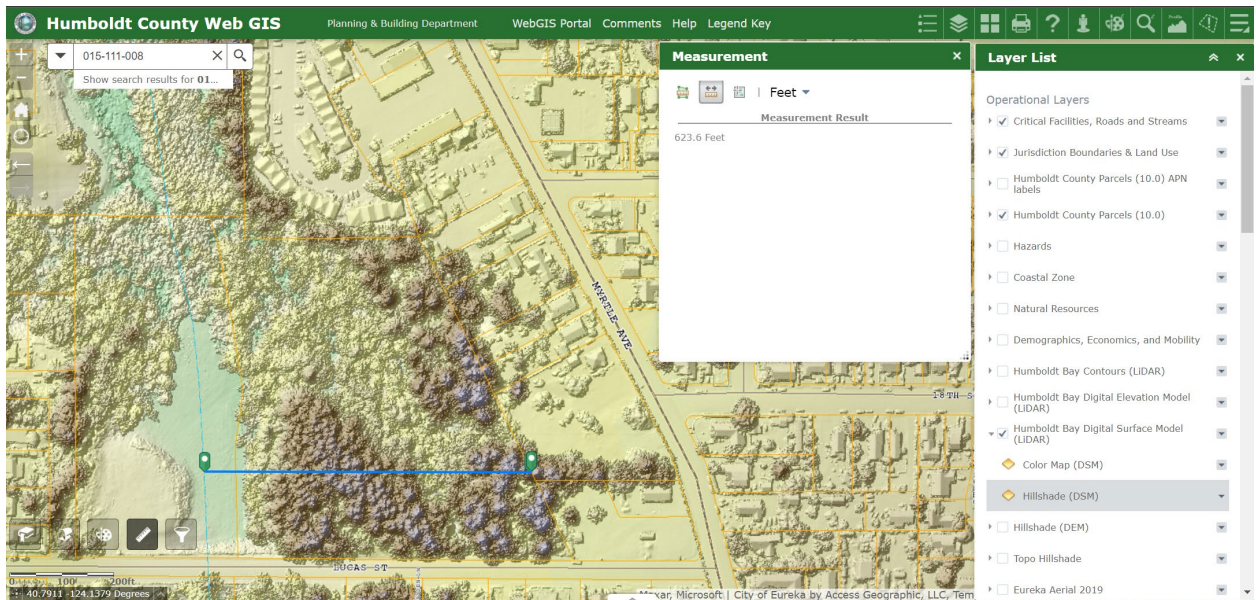 Humboldt County Web GIS
Planning & Building Department
WebGIS Portal Comments Help Legend Key
Profile
015-111-008
Show search results for 01...
Measurement
Feet
Measurement Result
623.6 Feet
Layer List
Operational Layers
Critical Facilities, Roads and Streams
Jurisdiction Boundaries & Land Use
Humboldt County Parcels (10.0) APN
labels
Humboldt County Parcels (10.0)
Hazards
Coastal Zone
Natural Resources
Demographics, Economics, and Mobility
Humboldt Bay Contours (LiDAR)
Humboldt Bay Digital Elevation Model
(LiDAR)
Humboldt Bay Digital Surface Model
(LiDAR)
Color Map (DSM)
Hillshade (DSM)
Hillshade (DEM)
Topo Hillshade
Eureka Aerial 2019
MYRTLE AVE
18TH S
LUCAS ST
0 100 200ft
40.7911 -124.1379 Degrees
Maxar, Microsoft | City of Eureka by Access Geographic, LLC, Tem